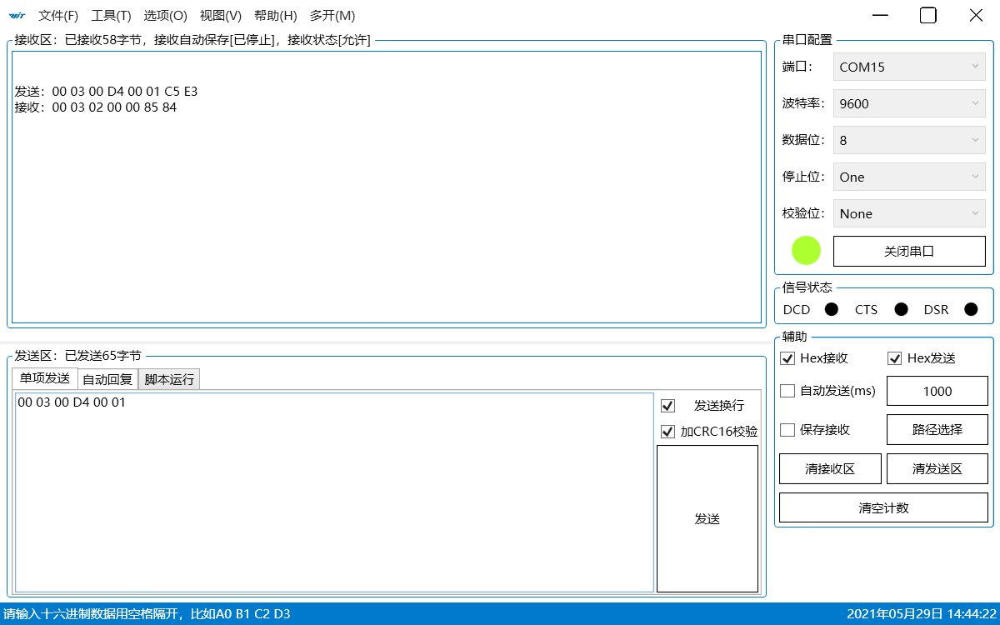 WIT 文件(F) 工具(T) 选项(O) 视图(V) 帮助(H) 多开(M)
接收区：已接收58字节，接收自动保存[已停止]，接收状态[允许]
发送：00 03 00 D4 00 01 C5 E3
接收：00 03 02 00 00 85 84
串口配置
端口： COM15
波特率： 9600
数据位： 8
停止位： One
校验位： None
关闭串口
信号状态
DCD CTS DSR
辅助
Hex接收 Hex发送
自动发送(ms) 1000
保存接收 路径选择
清接收区 清发送区
清空计数
发送区：已发送65字节
单项发送 自动回复 脚本运行
00 03 00 D4 00 01
发送换行
加CRC16校验
发送
请输入十六进制数据用空格隔开，比如A0 B1 C2 D3
2021年05月29日 14:44:22